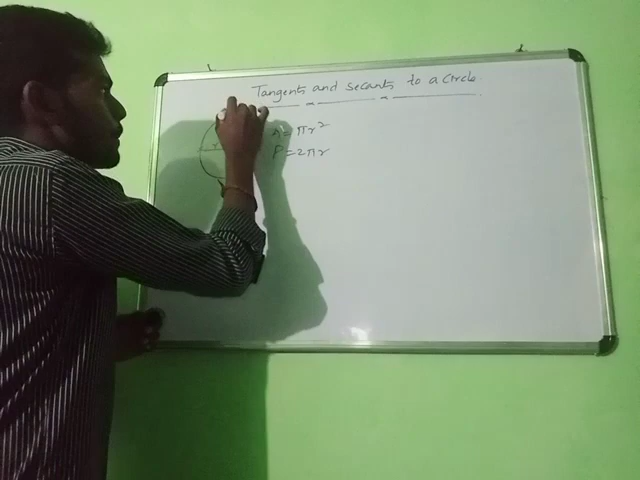 Tangents and secants to a Circle.
r
A = πr²
P = 2πr